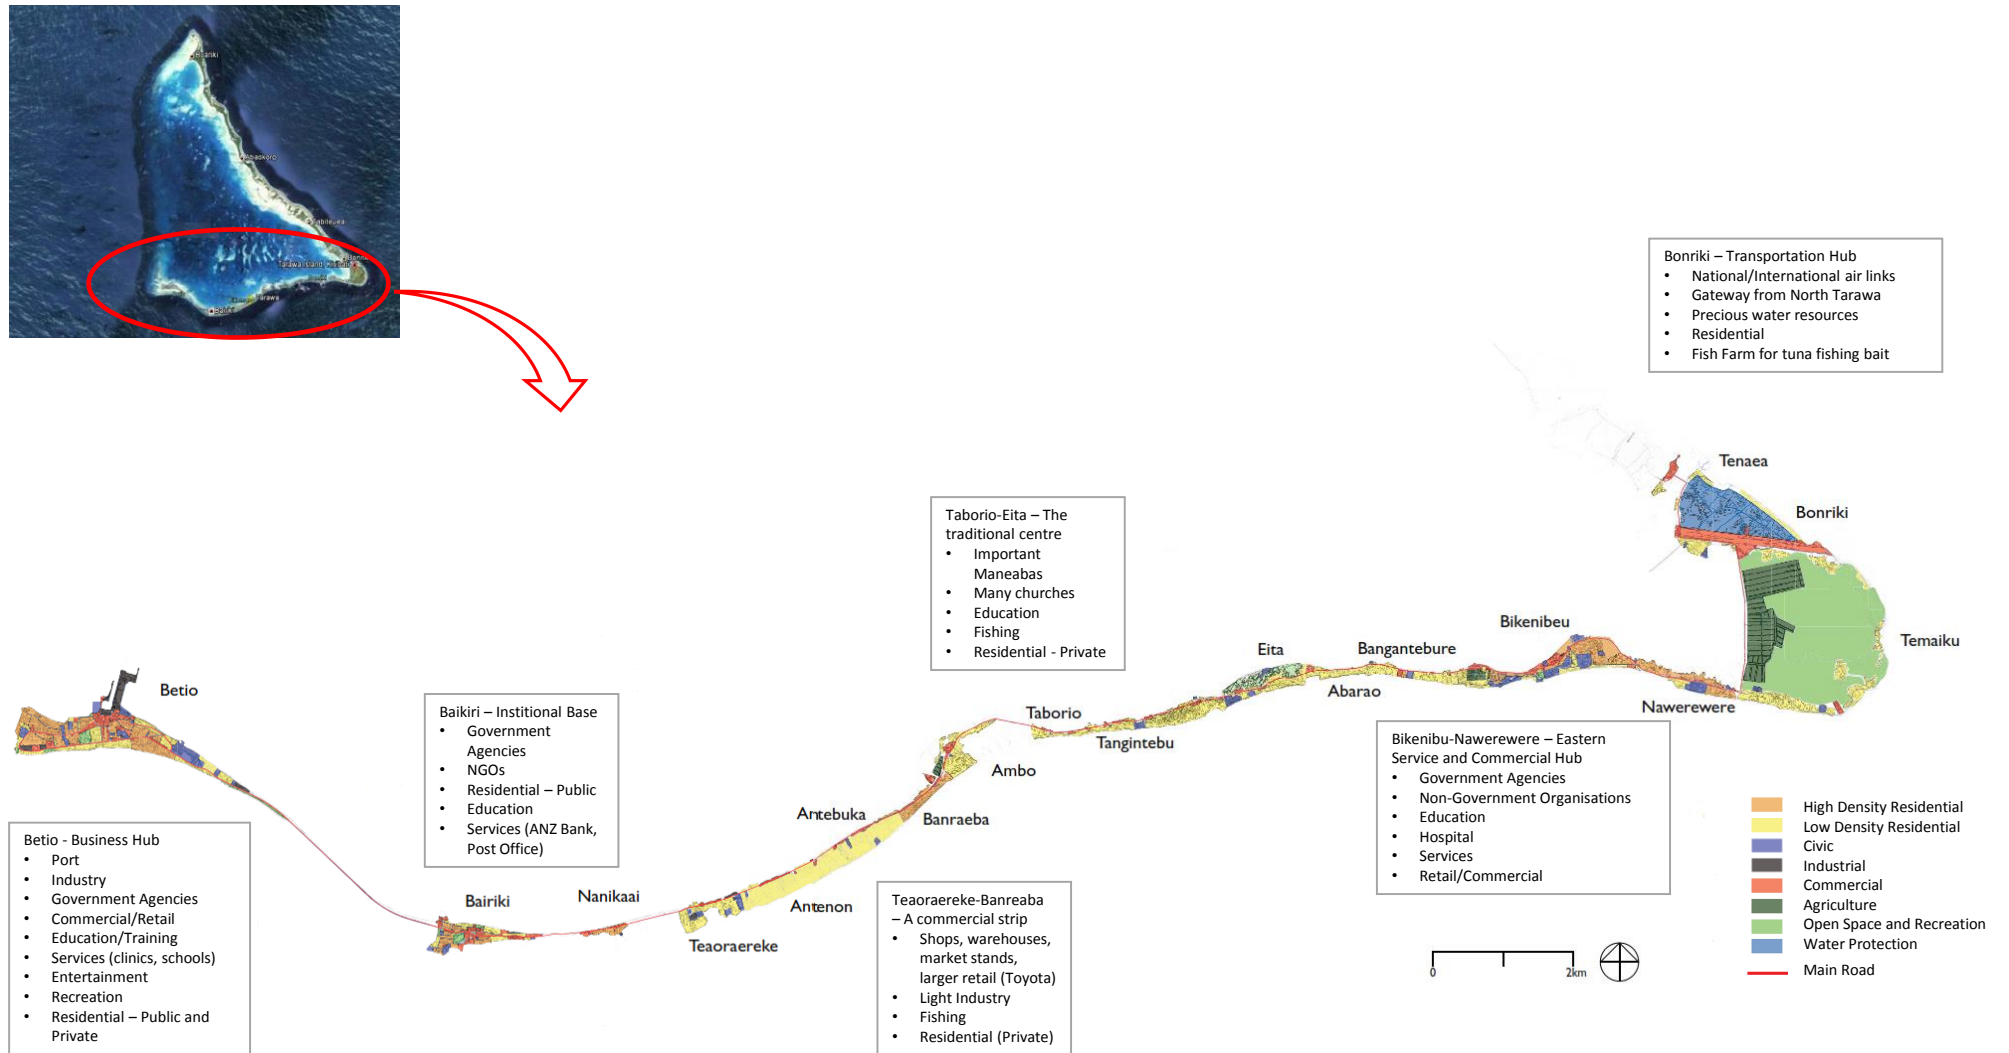 Buariki
Abaokoro
Tabiteuea
Tarawa Island, Kiribati
Tarawa
Bonriki – Transportation Hub
• National/International air links
• Gateway from North Tarawa
• Precious water resources
• Residential
• Fish Farm for tuna fishing bait
Tenaea
Bonriki
Temaiku
Taborio-Eita – The
traditional centre
• Important
Maneabas
• Many churches
• Education
• Fishing
• Residential - Private
Bikenibeu
Eita
Bangantebure
Abarao
Nawerewere
Taborio
Tangintebu
Betio
Baikiri – Institional Base
• Government
Agencies
• NGOs
• Residential – Public
• Education
• Services (ANZ Bank,
Post Office)
Ambo
Antebuka
Banraeba
Bairiki
Nanikaai
Antenon
Teaoraereke
Betio - Business Hub
• Port
• Industry
• Government Agencies
• Commercial/Retail
• Education/Training
• Services (clinics, schools)
• Entertainment
• Recreation
• Residential – Public and
Private
Teaoraereke-Banreaba
– A commercial strip
• Shops, warehouses,
market stands,
larger retail (Toyota)
• Light Industry
• Fishing
• Residential (Private)
Bikenibu-Nawerewere – Eastern
Service and Commercial Hub
• Government Agencies
• Non-Government Organisations
• Education
• Hospital
• Services
• Retail/Commercial
High Density Residential
Low Density Residential
Civic
Industrial
Commercial
Agriculture
Open Space and Recreation
Water Protection
Main Road
0 2km